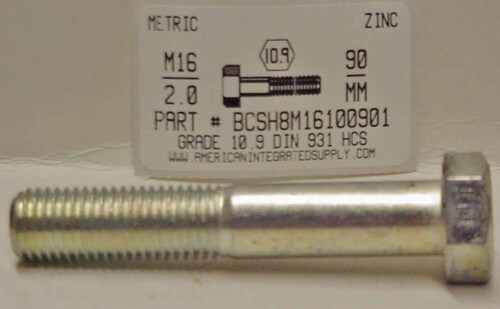 METRIC ZINC
M16 10.9 90
2.0 MM
PART # BCSH8M16100901
GRADE 10.9 DIN 931 HCS
WWW.AMERICANINTEGRATEDSUPPLY.COM